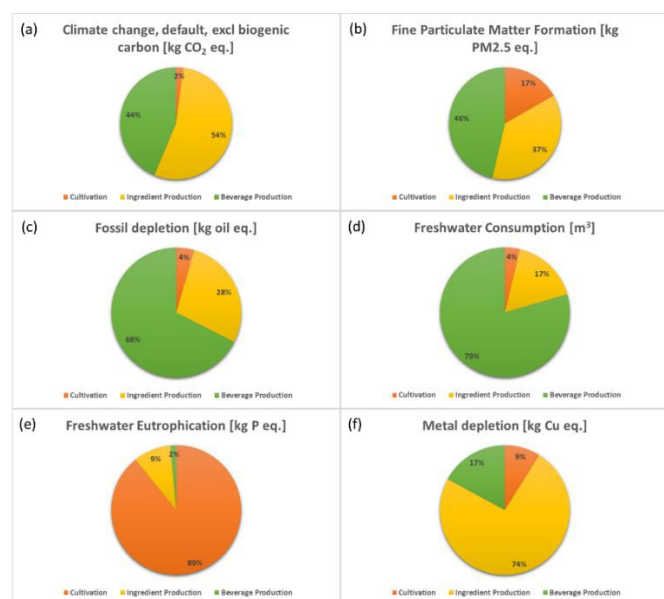 (a)
Climate change, default, excl biogenic
carbon [kg CO₂ eq.]
2%
44%
54%
Cultivation Ingredient Production Beverage Production
(b)
Fine Particulate Matter Formation [kg
PM2.5 eq.]
17%
46%
37%
Cultivation Ingredient Production Beverage Production
(c)
Fossil depletion [kg oil eq.]
4%
28%
68%
Cultivation Ingredient Production Beverage Production
(d)
Freshwater Consumption [m³]
4%
17%
79%
Cultivation Ingredient Production Beverage Production
(e)
Freshwater Eutrophication [kg P eq.]
9%
2%
89%
Cultivation Ingredient Production Beverage Production
(f)
Metal depletion [kg Cu eq.]
17%
9%
74%
Cultivation Ingredient Production Beverage Production